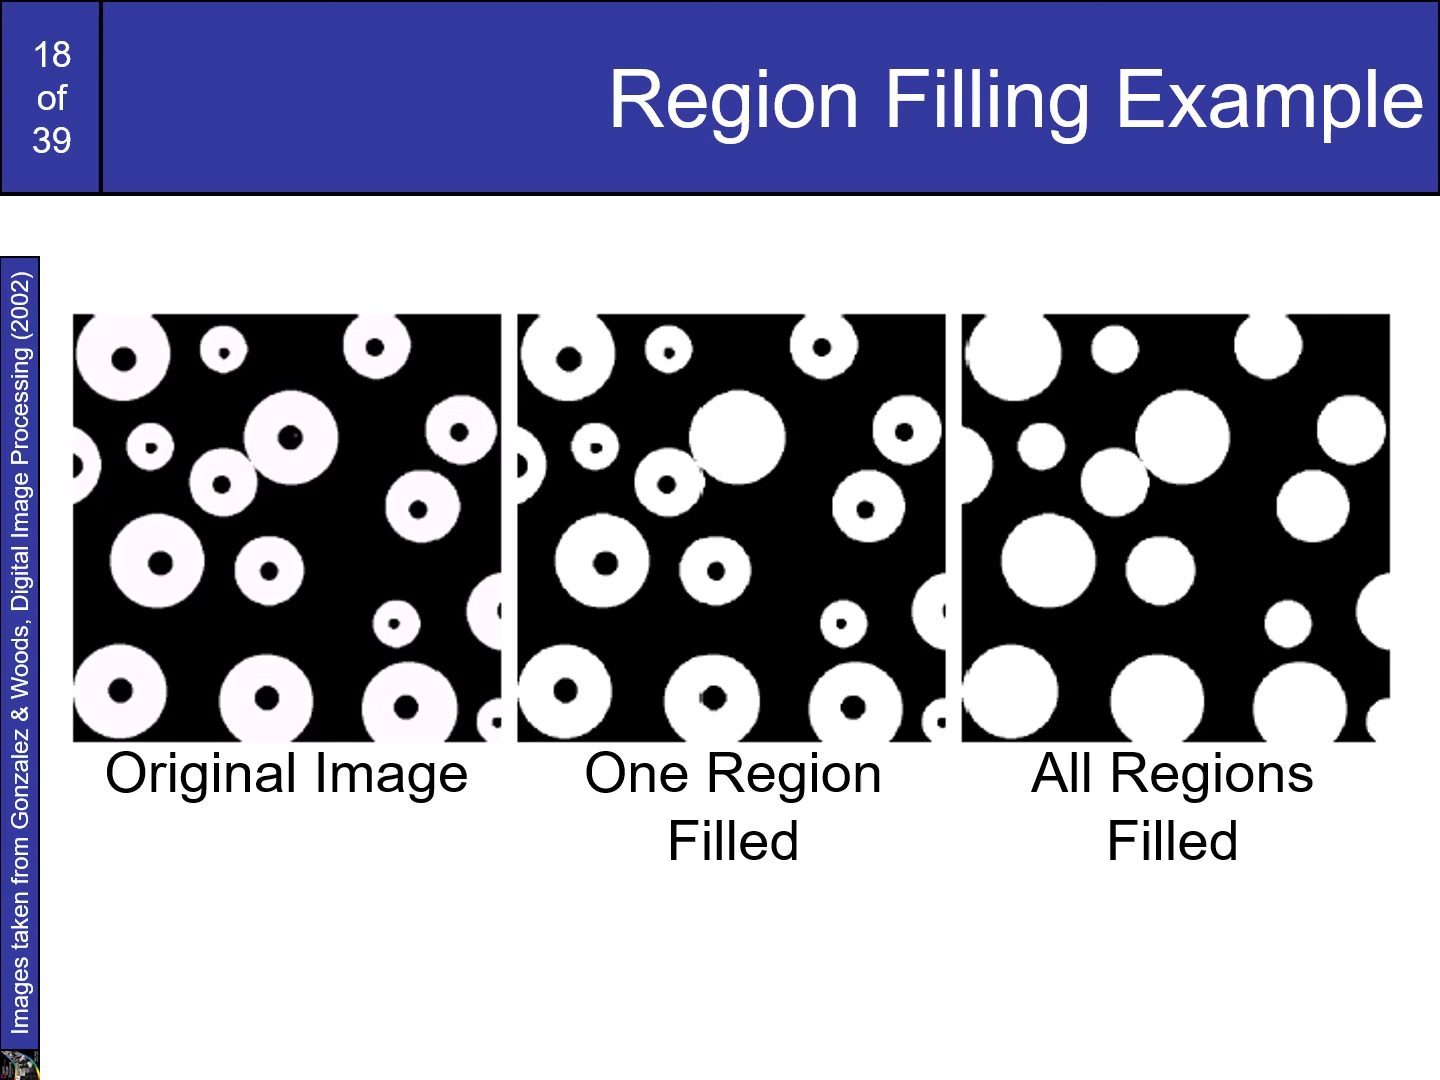 18
of
39
Region Filling Example
Images taken from Gonzalez & Woods, Digital Image Processing (2002)
Original Image
One Region
Filled
All Regions
Filled